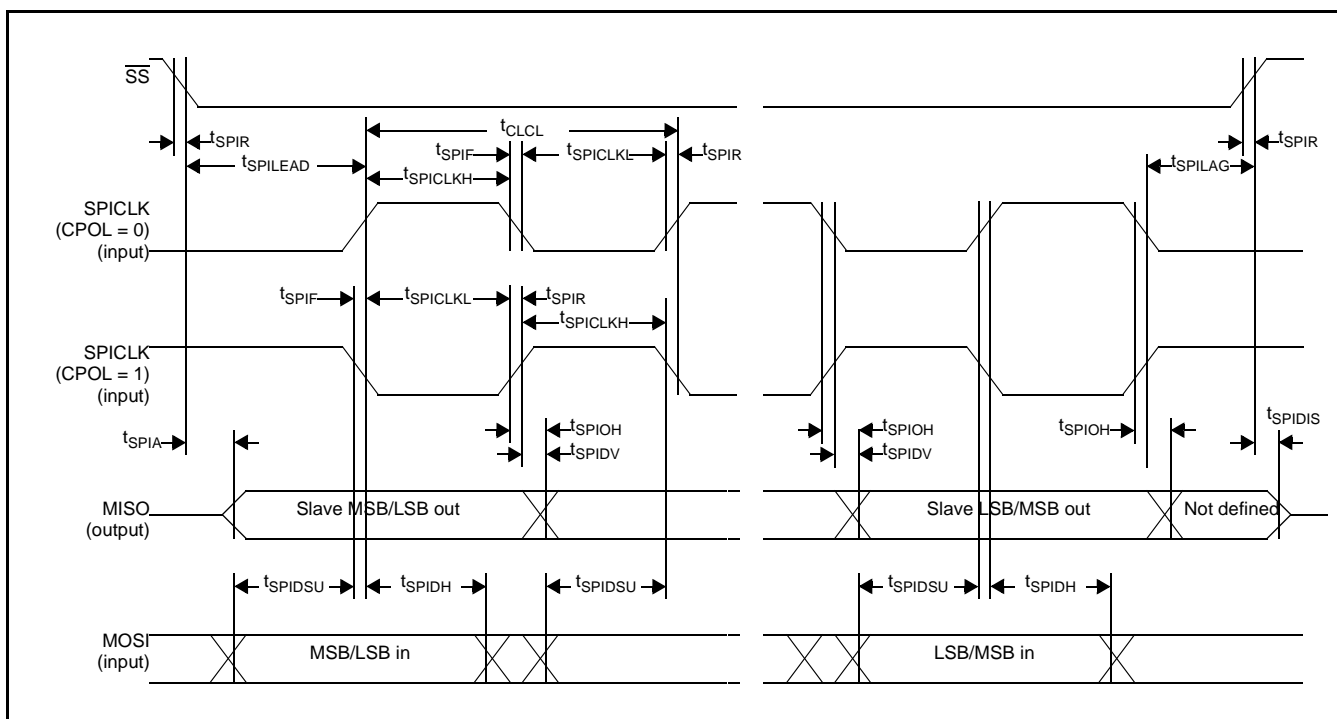 SS
tSPIR
tSPILEAD
tCLCL
tSPIF
tSPICLKL
tSPIR
tSPICLKH
tSPILAG
tSPIR
SPICLK
(CPOL = 0)
(input)
tSPIF
tSPICLKL
tSPIR
tSPICLKH
SPICLK
(CPOL = 1)
(input)
tSPIA
tSPIOH
tSPIDV
tSPIOH
tSPIDV
tSPIOH
tSPIDIS
MISO
(output)
Slave MSB/LSB out
Slave LSB/MSB out
Not defined
tSPIDSU
tSPIDH
tSPIDSU
tSPIDSU
tSPIDH
MOSI
(input)
MSB/LSB in
LSB/MSB in